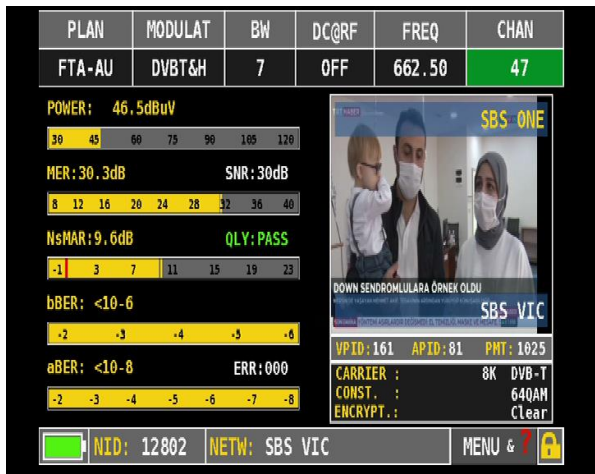 PLAN MODULAT BW DC@RF FREQ CHAN
FTA-AU DVBT&H 7 OFF 662.50 47
POWER: 46.5dBuV
30 45 60 75 90 105 120
MER:30.3dB SNR:30dB
8 12 16 20 24 28 32 36 40
NsMAR:9.6dB QLY:PASS
-1 3 7 11 15 19 23
bBER: <10-6
-2 -3 -4 -5 -6
aBER: <10-8 ERR:000
-2 -3 -4 -5 -6 -7 -8
HABER
SBS ONE
DOWN SENDROMLULARA ÖRNEK OLDU
SBS VIC
VPID:161 APID:81 PMT:1025
CARRIER : 8K DVB-T
CONST. : 64QAM
ENCRYPT.: Clear
NID: 12802 NETW: SBS VIC MENU & ?